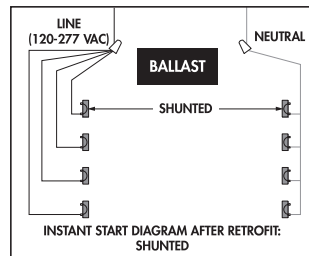 LINE
(120-277 VAC)
NEUTRAL
BALLAST
SHUNTED
INSTANT START DIAGRAM AFTER RETROFIT:
SHUNTED